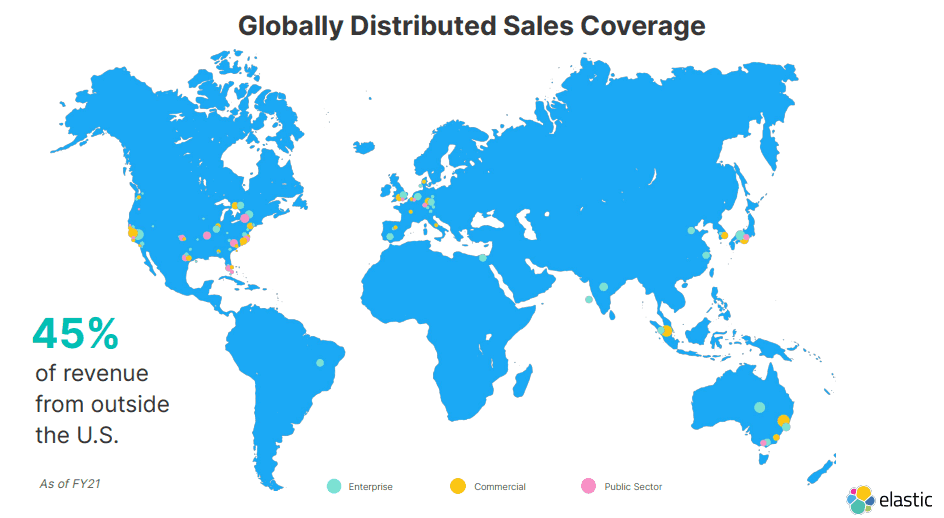 Globally Distributed Sales Coverage
45%
of revenue
from outside
the U.S.
As of FY21
Enterprise
Commercial
Public Sector
elastic